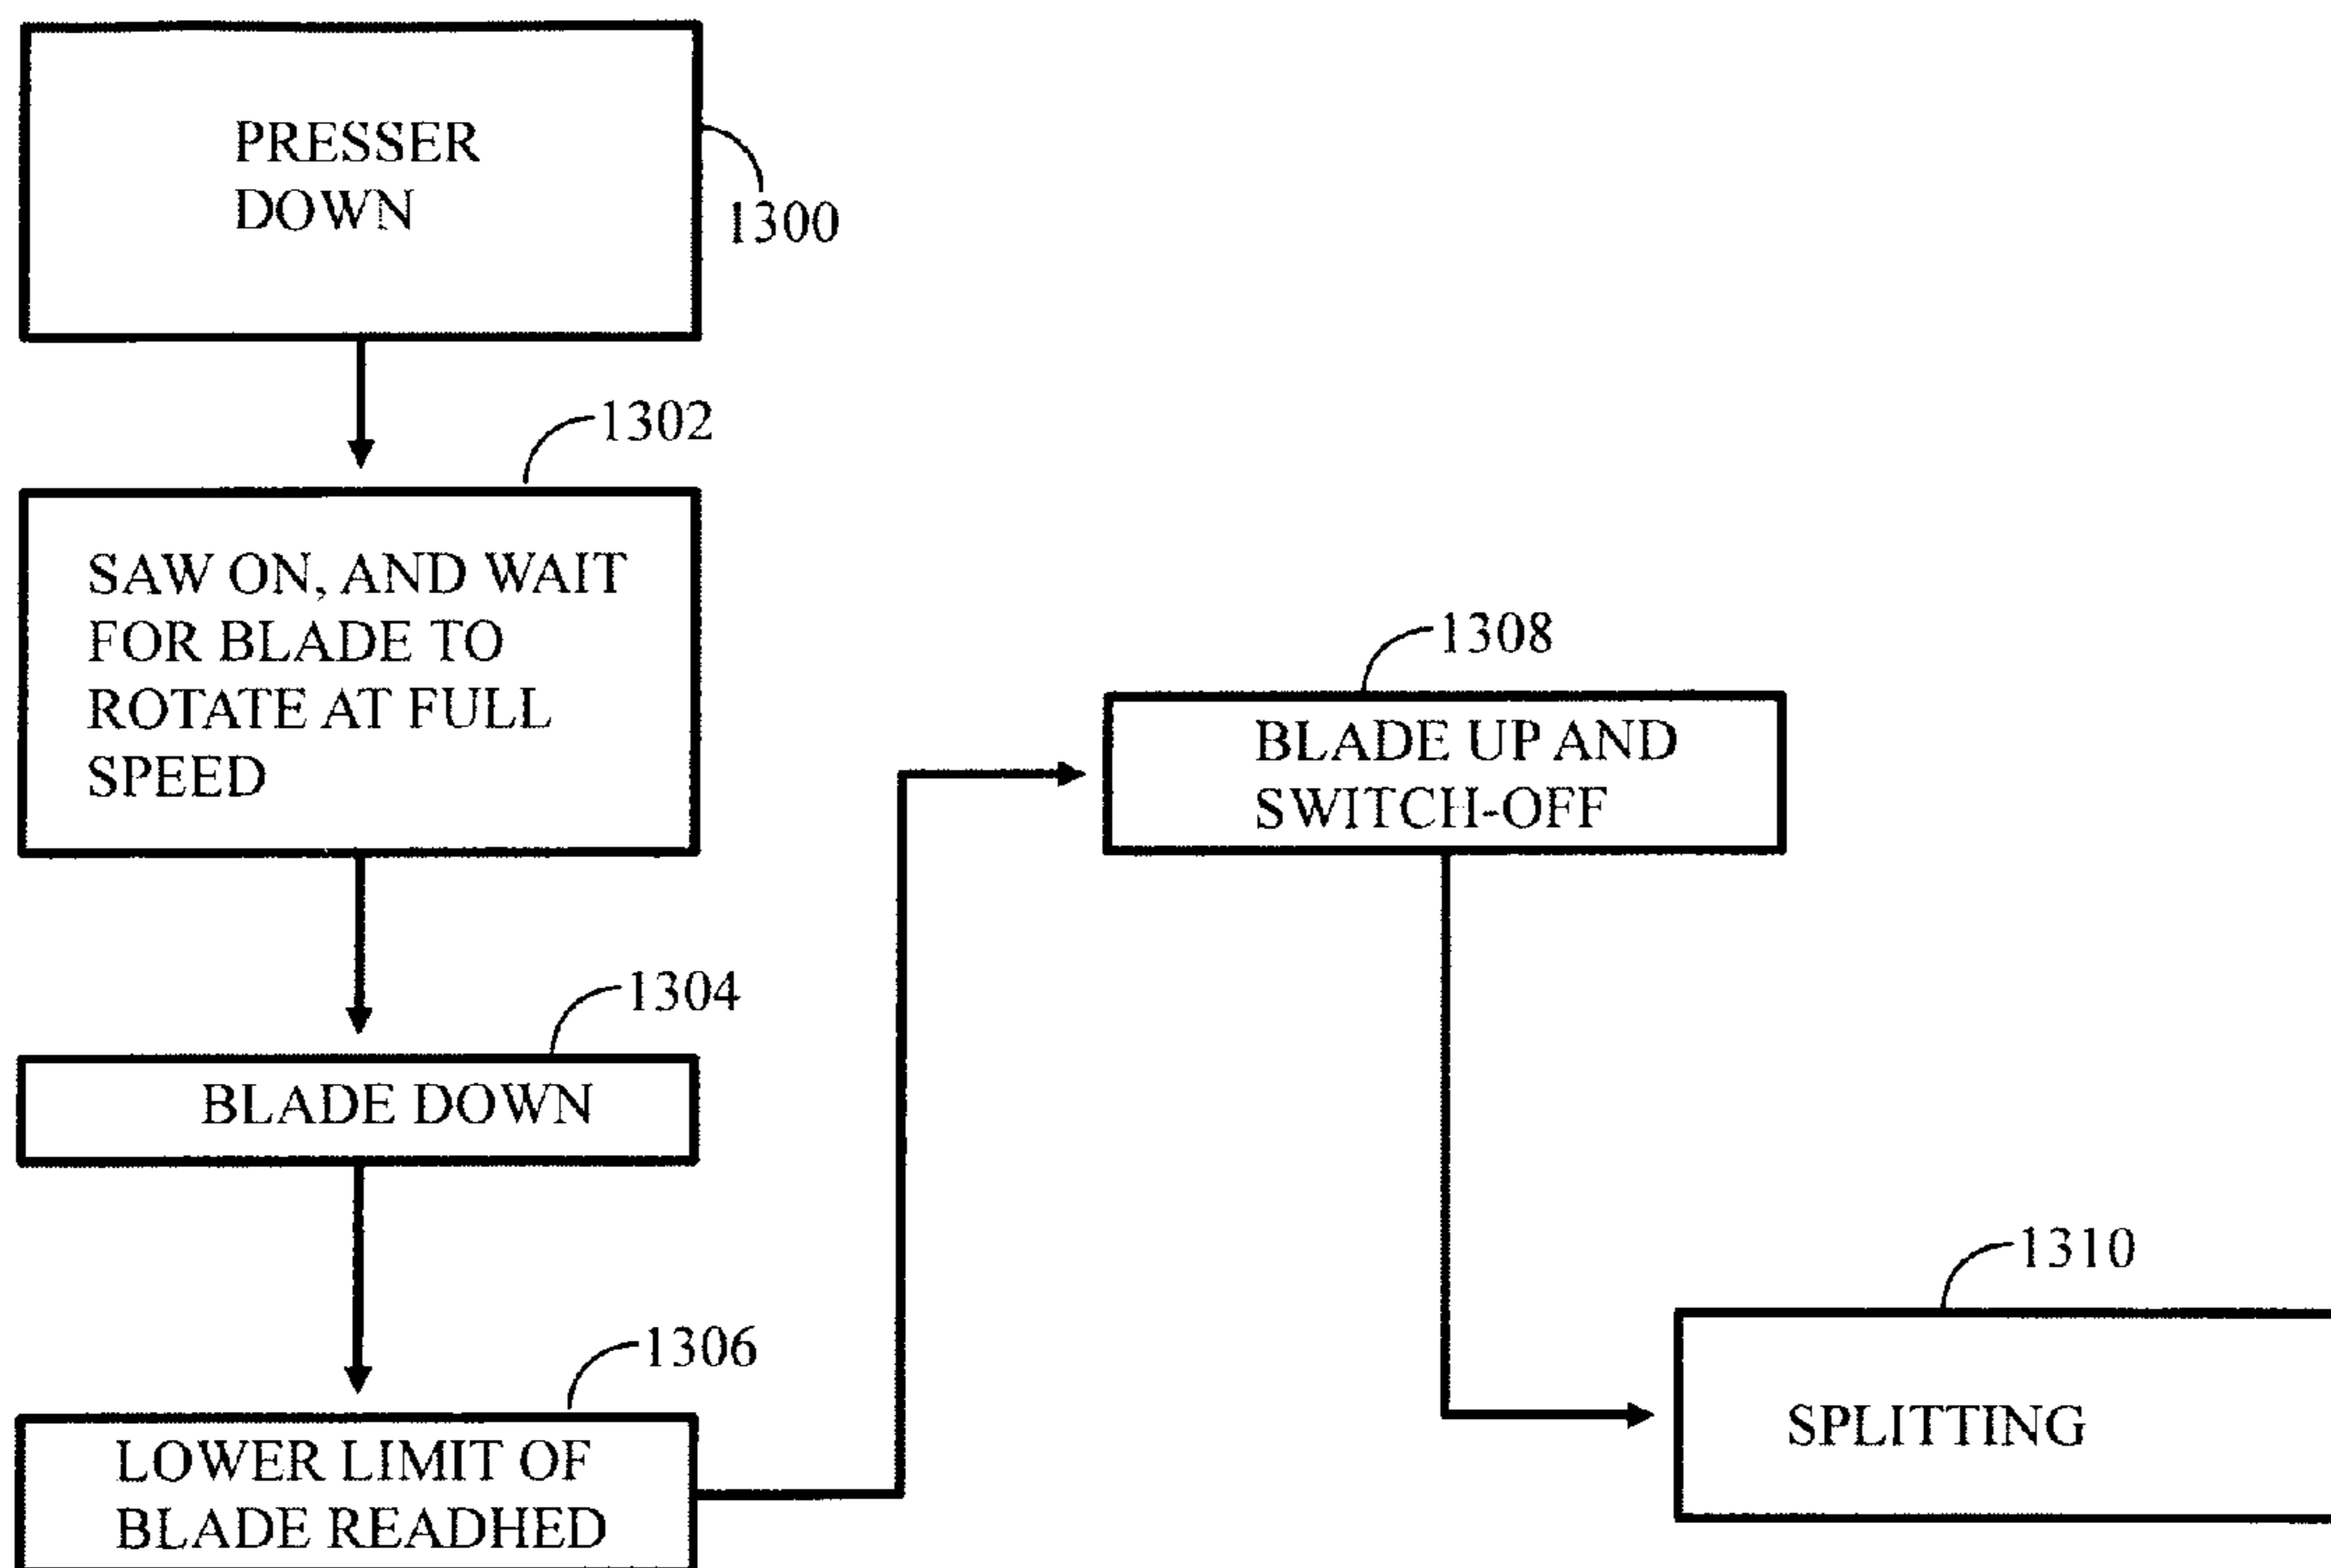 PRESSER
DOWN
1300
1302
SAW ON, AND WAIT
FOR BLADE TO
ROTATE AT FULL
SPEED
1304
BLADE DOWN
1306
LOWER LIMIT OF
BLADE READHED
1308
BLADE UP AND
SWITCH-OFF
1310
SPLITTING